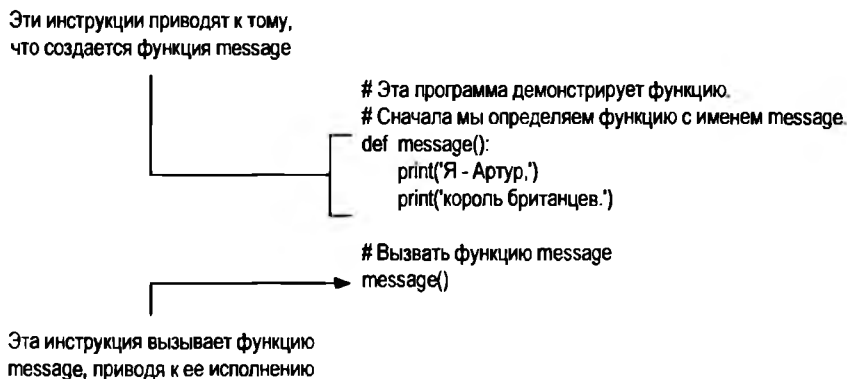 Эти инструкции приводят к тому,
что создается функция message
# Эта программа демонстрирует функцию.
# Сначала мы определяем функцию с именем message.
def message():
print('Я - Артур,')
print('король британцев.')
# Вызвать функцию message
message()
Эта инструкция вызывает функцию
message, приводя к ее исполнению